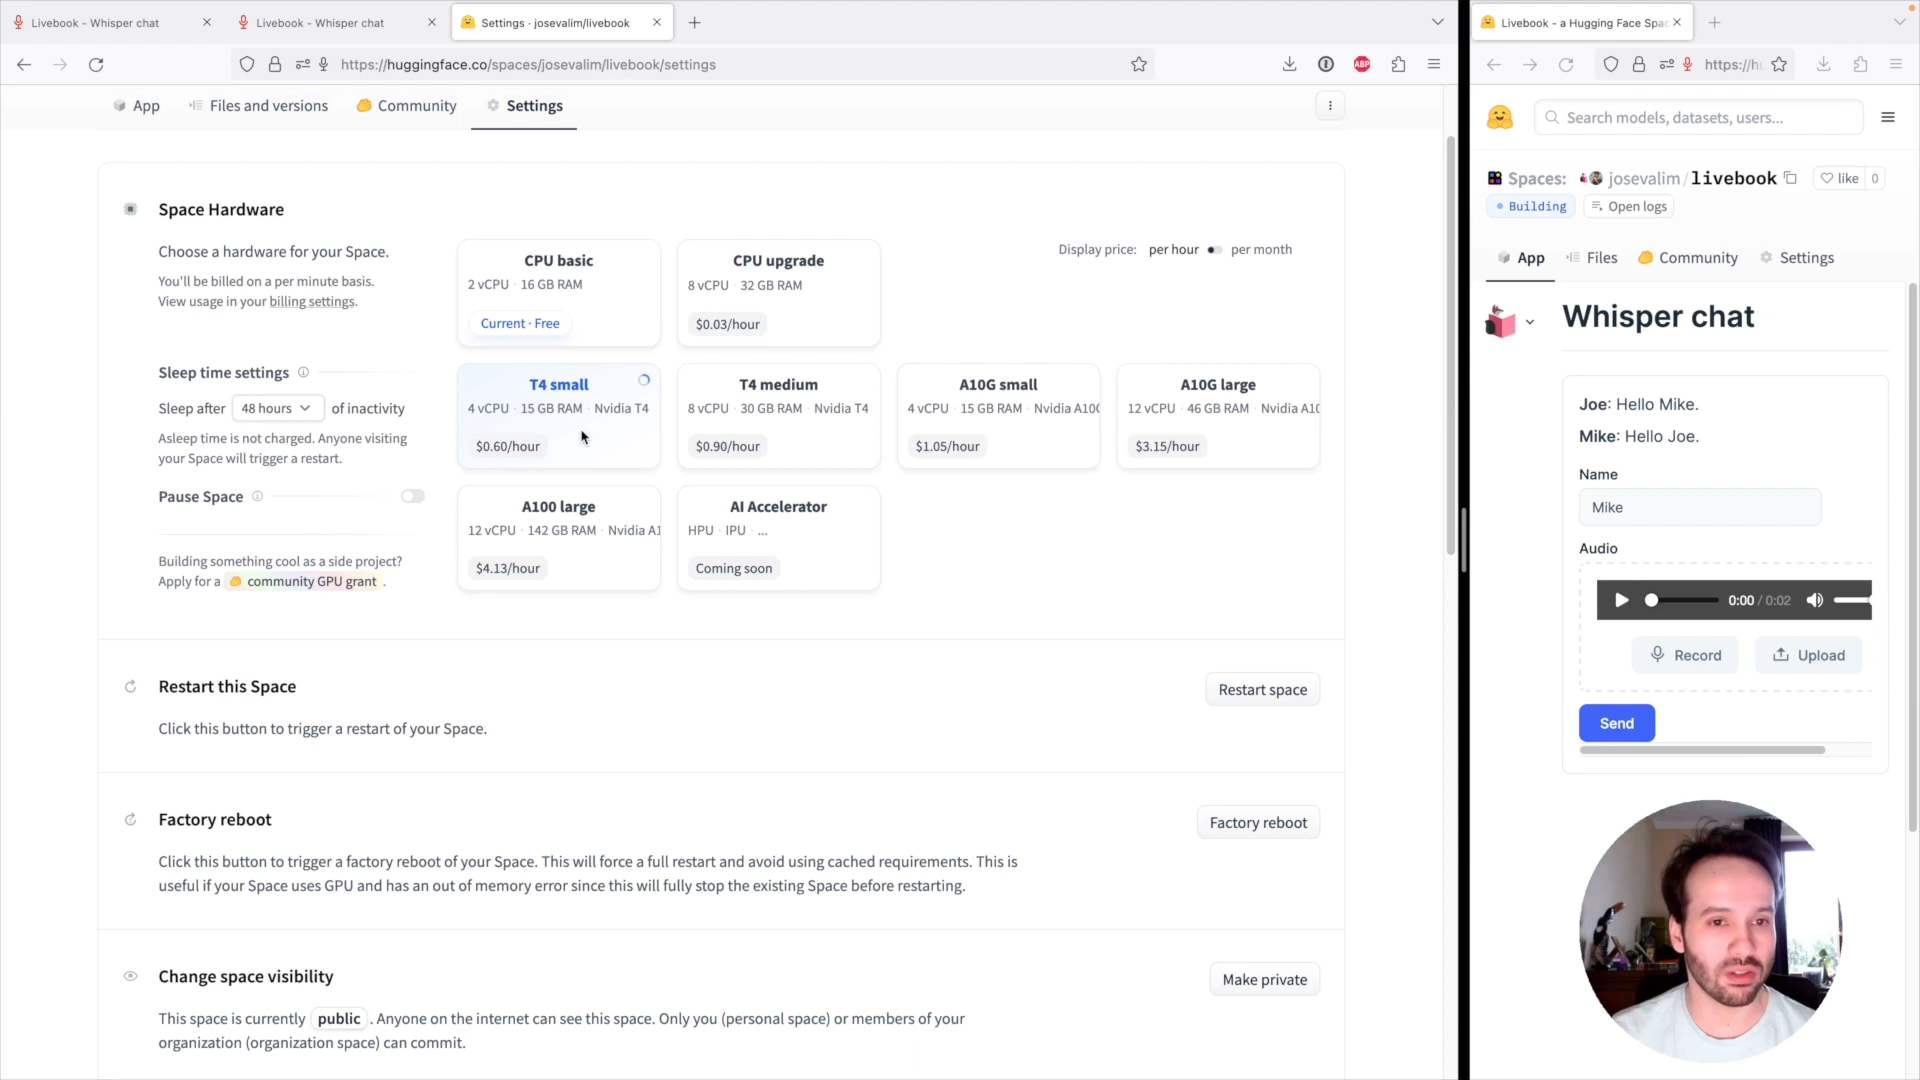 Livebook - Whisper chat
Livebook - Whisper chat
Settings · josevalim/livebook
https://huggingface.co/spaces/josevalim/livebook/settings
ABP
App
Files and versions
Community
Settings
Space Hardware
Choose a hardware for your Space.
You'll be billed on a per minute basis.
View usage in your billing settings.
Display price: per hour per month
CPU basic
2 vCPU · 16 GB RAM
Current · Free
CPU upgrade
8 vCPU · 32 GB RAM
$0.03/hour
Sleep time settings
Sleep after 48 hours of inactivity
Asleep time is not charged. Anyone visiting
your Space will trigger a restart.
T4 small
4 vCPU · 15 GB RAM · Nvidia T4
$0.60/hour
T4 medium
8 vCPU · 30 GB RAM · Nvidia T4
$0.90/hour
A10G small
4 vCPU · 15 GB RAM · Nvidia A10G
$1.05/hour
A10G large
12 vCPU · 46 GB RAM · Nvidia A10
$3.15/hour
Pause Space
Building something cool as a side project?
Apply for a community GPU grant .
A100 large
12 vCPU · 142 GB RAM · Nvidia A1
$4.13/hour
AI Accelerator
HPU · IPU · ...
Coming soon
Restart this Space
Restart space
Click this button to trigger a restart of your Space.
Factory reboot
Factory reboot
Click this button to trigger a factory reboot of your Space. This will force a full restart and avoid using cached requirements. This is
useful if your Space uses GPU and has an out of memory error since this will fully stop the existing Space before restarting.
Change space visibility
Make private
This space is currently public . Anyone on the internet can see this space. Only you (personal space) or members of your
organization (organization space) can commit.
Livebook - a Hugging Face Spac
https://h
Search models, datasets, users...
Spaces: josevalim/livebook
like 0
Building
Open logs
App
Files
Community
Settings
Whisper chat
Joe: Hello Mike.
Mike: Hello Joe.
Name
Mike
Audio
0:00 / 0:02
Record
Upload
Send